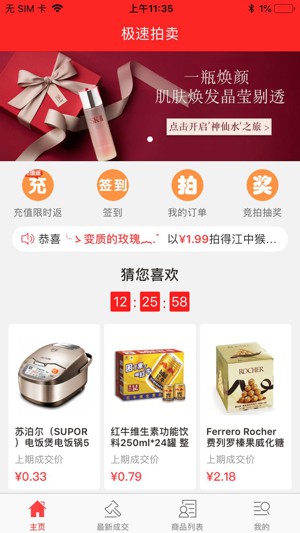 无 SIM 卡
上午11:35
1%
极速拍卖
一瓶焕颜
肌肤焕发晶莹剔透
点击开启‘神仙水’之旅
充
签到
拍
奖
充值限时返
签到
我的订单
竞拍抽奖
恭喜 ╰ゝ变质的玫瑰෴.゛ 以¥1.99拍得江中猴...
猜您喜欢
12 : 25 : 58
苏泊尔（SUPOR
）电饭煲电饭锅5
上期成交价
¥0.33
红牛维生素功能饮
料250ml*24罐 整
上期成交价
¥0.79
ROCHER
Ferrero Rocher
费列罗榛果威化糖
上期成交价
¥2.18
主页
最新成交
商品列表
我的